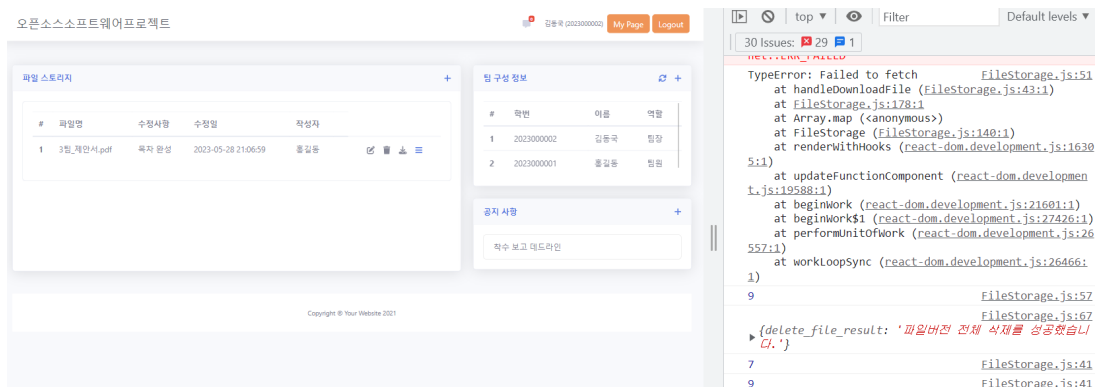 오픈소스소프트웨어프로젝트
김동국 (2023000002) My Page Logout
파일 스토리지 +
# 파일명 수정사항 수정일 작성자
1 3팀_제안서.pdf 목차 완성 2023-05-28 21:06:59 홍길동
팀 구성 정보 +
# 학번 이름 역할
1 2023000002 김동국 팀장
2 2023000001 홍길동 팀원
공지 사항 +
착수 보고 데드라인
Copyright © Your Website 2021
top ▼ Filter Default levels ▼
30 Issues: 29 1
net::ERR_FAILED
TypeError: Failed to fetch FileStorage.js:51
at handleDownloadFile (FileStorage.js:43:1)
at FileStorage.js:178:1
at Array.map (<anonymous>)
at FileStorage (FileStorage.js:140:1)
at renderWithHooks (react-dom.development.js:1630
5:1)
at updateFunctionComponent (react-dom.developmen
t.js:19588:1)
at beginWork (react-dom.development.js:21601:1)
at beginWork$1 (react-dom.development.js:27426:1)
at performUnitOfWork (react-dom.development.js:26
557:1)
at workLoopSync (react-dom.development.js:26466:
1)
9 FileStorage.js:57
FileStorage.js:67
{delete_file_result: '파일버전 전체 삭제를 성공했습니
다.'}
7 FileStorage.js:41
9 FileStorage.js:41